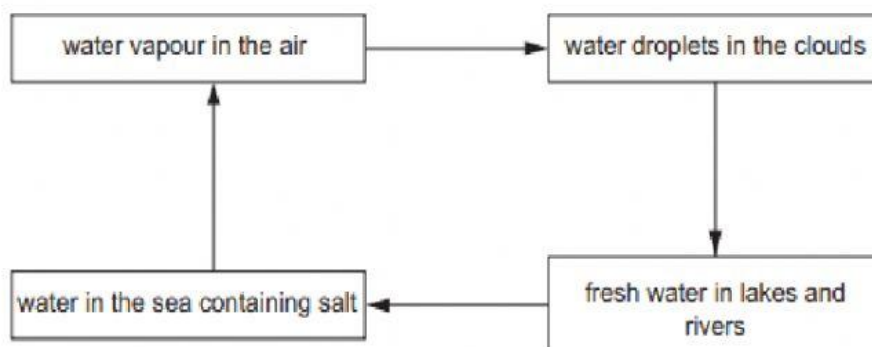 water vapour in the air
water droplets in the clouds
water in the sea containing salt
fresh water in lakes and
rivers